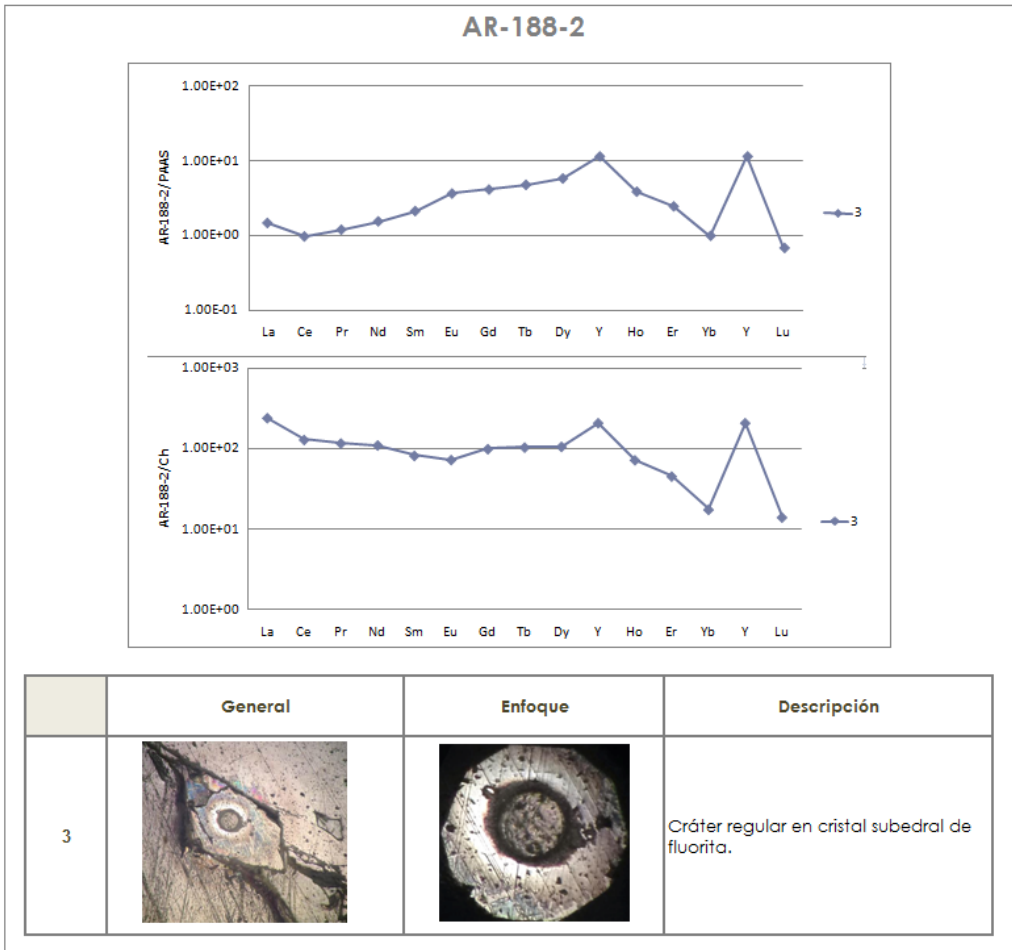 AR-188-2
1.00E+02
1.00E+01
1.00E+00
1.00E-01
AR-188-2/PAAS
La Ce Pr Nd Sm Eu Gd Tb Dy Y Ho Er Yb Y Lu
3
1.00E+03
1.00E+02
1.00E+01
1.00E+00
AR-188-2/Ch
La Ce Pr Nd Sm Eu Gd Tb Dy Y Ho Er Yb Y Lu
3
General Enfoque Descripción
3
Cráter regular en cristal subedral de
fluorita.